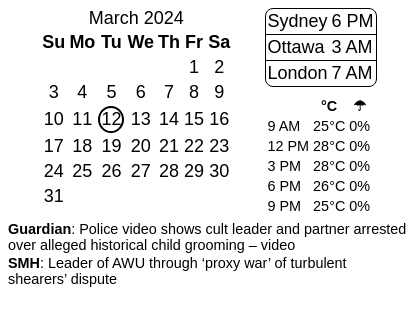 March 2024
Su Mo Tu We Th Fr Sa
1 2
3 4 5 6 7 8 9
10 11 12 13 14 15 16
17 18 19 20 21 22 23
24 25 26 27 28 29 30
31
Sydney 6 PM
Ottawa 3 AM
London 7 AM
°C ☂
9 AM 25°C 0%
12 PM 28°C 0%
3 PM 28°C 0%
6 PM 26°C 0%
9 PM 25°C 0%
Guardian: Police video shows cult leader and partner arrested
over alleged historical child grooming – video
SMH: Leader of AWU through ‘proxy war’ of turbulent
shearers’ dispute